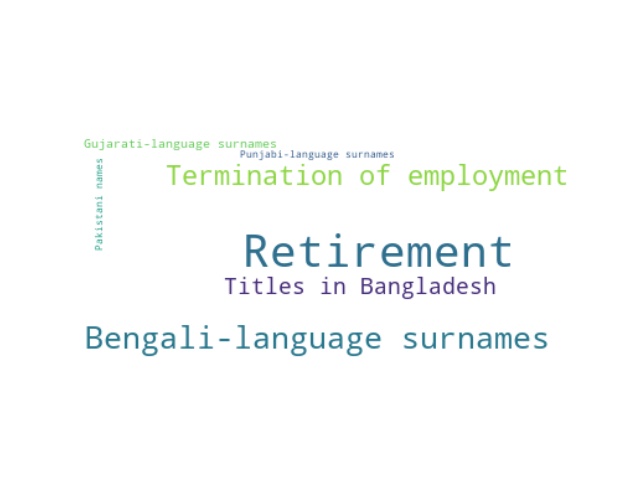 Gujarati-language surnames
Punjabi-language surnames
Pakistani names
Termination of employment
Retirement
Titles in Bangladesh
Bengali-language surnames